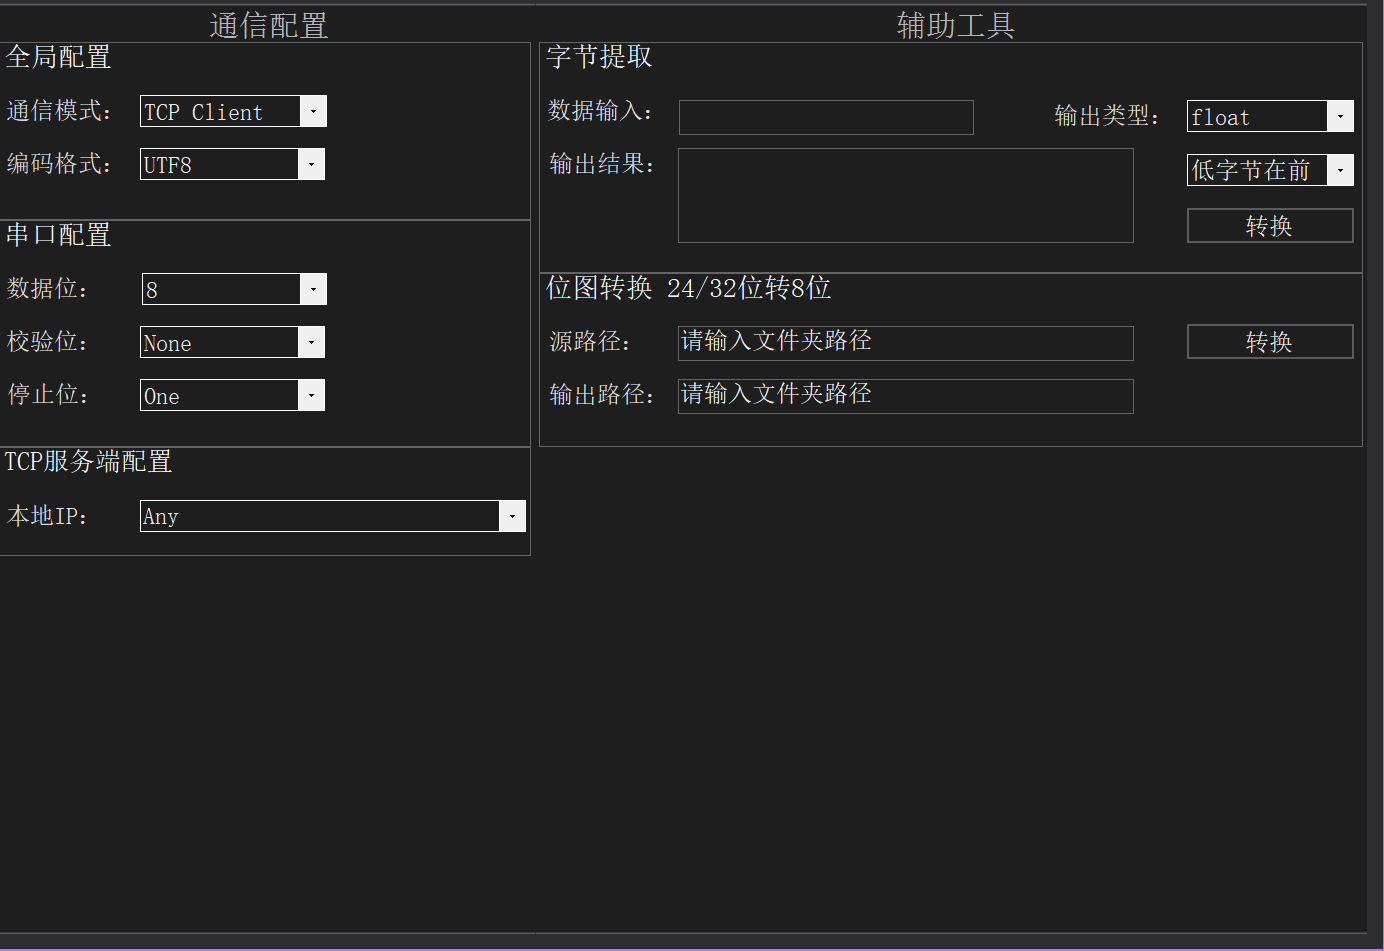 通信配置
全局配置
通信模式： TCP Client
编码格式： UTF8
串口配置
数据位： 8
校验位： None
停止位： One
TCP服务端配置
本地IP： Any
辅助工具
字节提取
数据输入： 输出类型： float
输出结果： 低字节在前
转换
位图转换 24/32位转8位
源路径： 请输入文件夹路径 转换
输出路径： 请输入文件夹路径